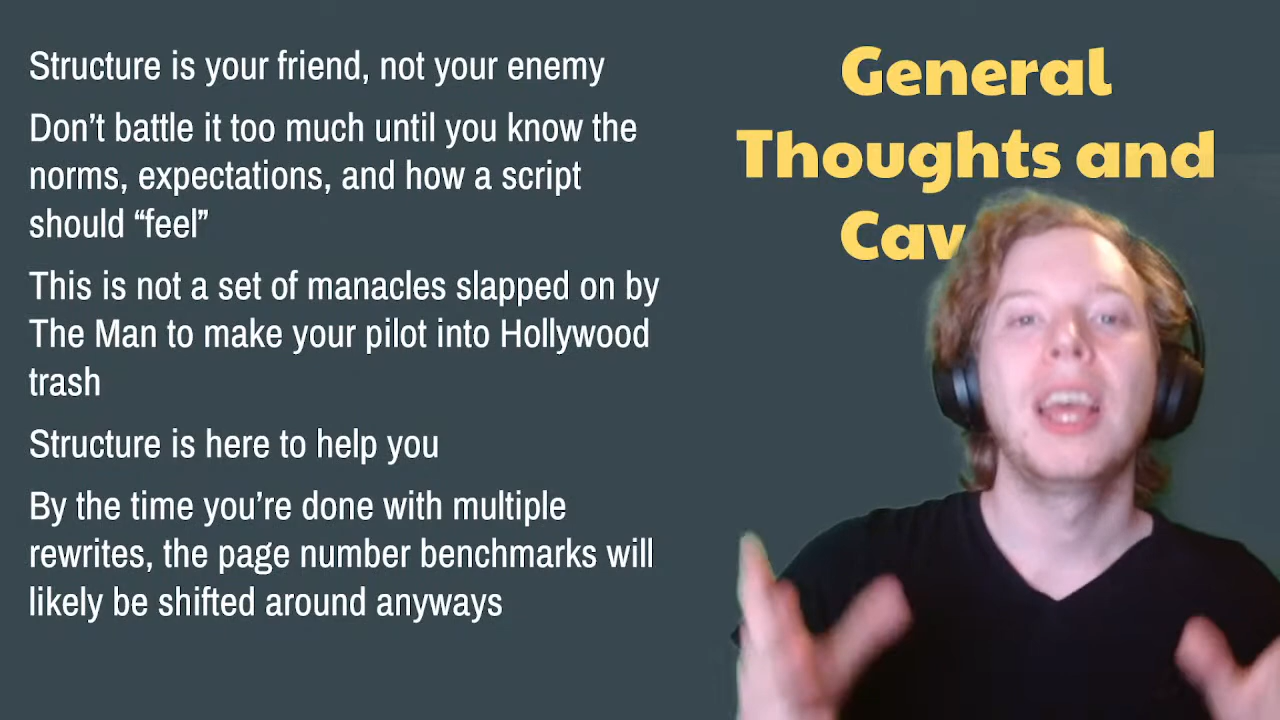 Structure is your friend, not your enemy
Don’t battle it too much until you know the
norms, expectations, and how a script
should “feel”
This is not a set of manacles slapped on by
The Man to make your pilot into Hollywood
trash
Structure is here to help you
By the time you’re done with multiple
rewrites, the page number benchmarks will
likely be shifted around anyways
General
Thoughts and